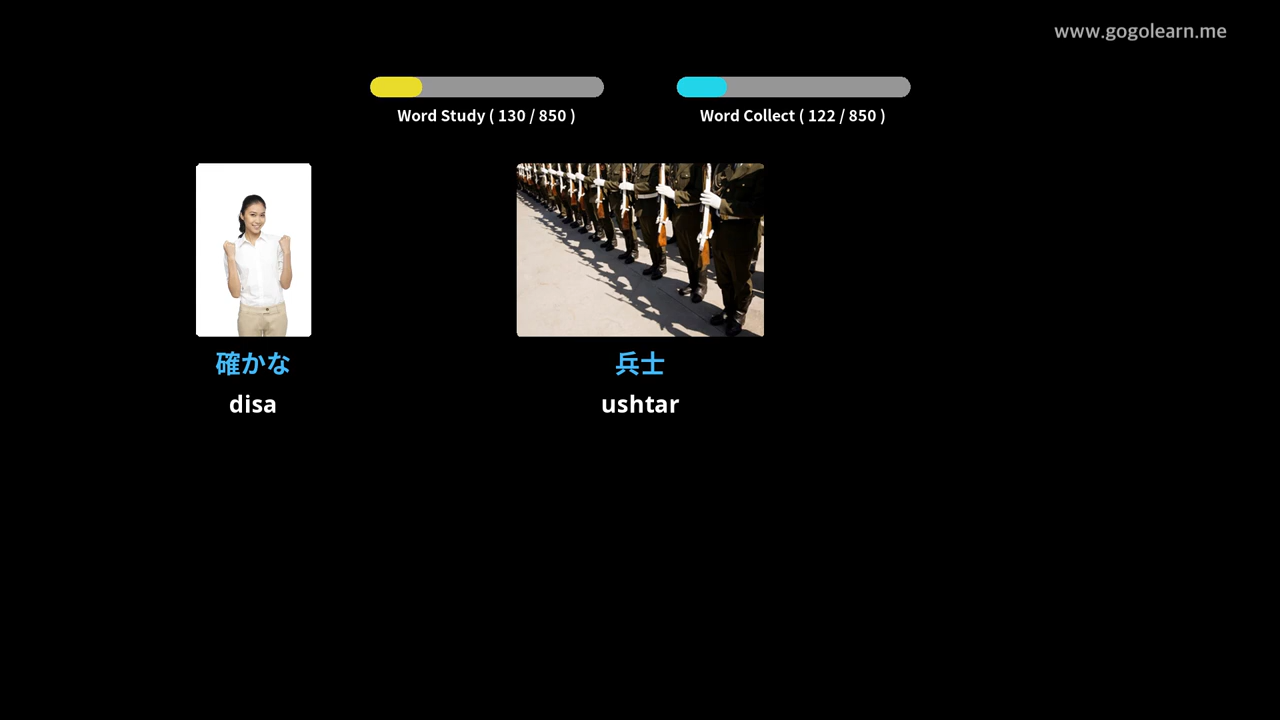 www.gogolearn.me
Word Study ( 130 / 850 )
Word Collect ( 122 / 850 )
確かな
disa
兵士
ushtar